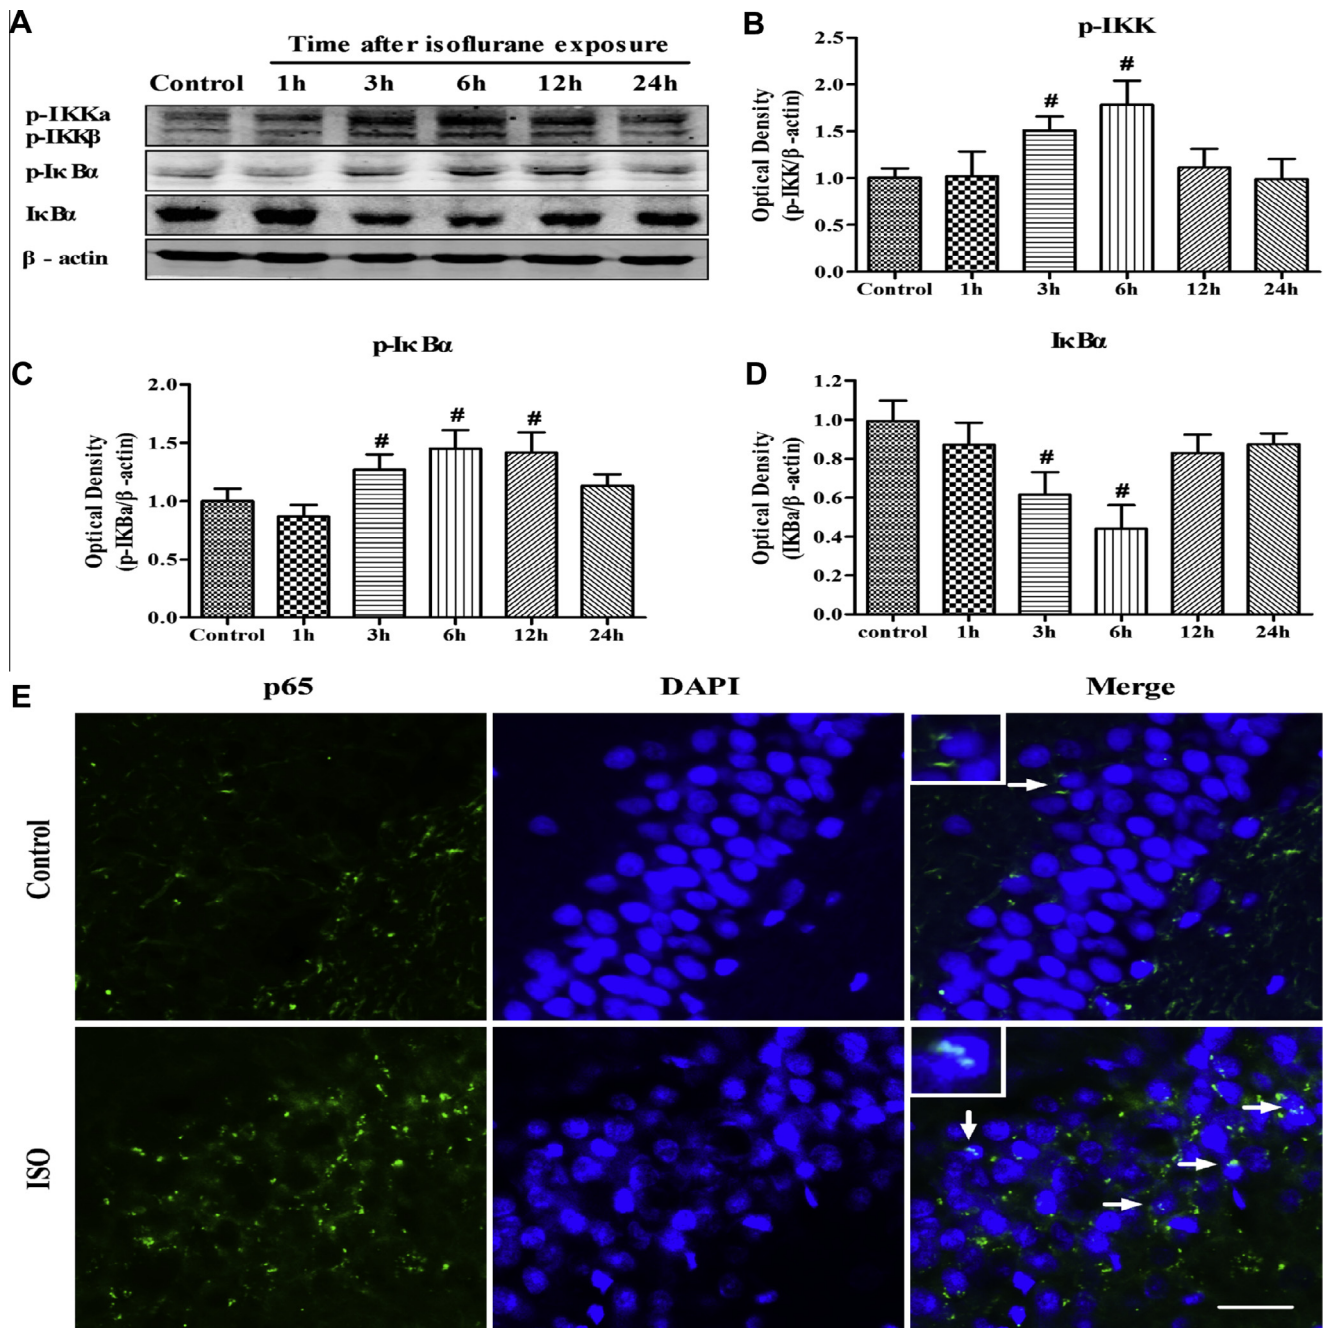 A
Time after isoflurane exposure
Control 1h 3h 6h 12h 24h
p-IKKa
p-IKKβ
p-IκBα
IκBα
β - actin
B
p-IKK
Optical Density
(p-IKK/β-actin)
2.5
2.0
1.5
1.0
0.5
0.0
# #
Control 1h 3h 6h 12h 24h
C
p-IκBα
Optical Density
(p-IKBa/β-actin)
2.0
1.5
1.0
0.5
0.0
# # #
Control 1h 3h 6h 12h 24h
D
IκBα
Optical Density
(IKBa/β-actin)
1.2
1.0
0.8
0.6
0.4
0.2
0.0
# #
control 1h 3h 6h 12h 24h
E
p65 DAPI Merge
Control
ISO